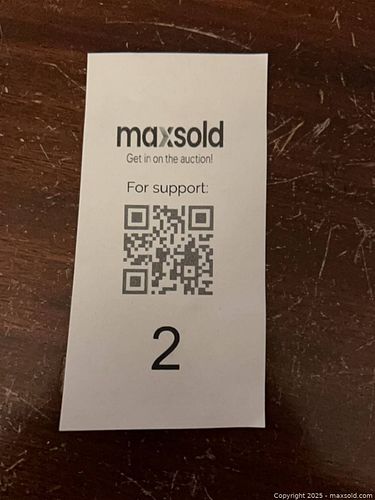 maxsold
Get in on the auction!
For support:
2
Copyright 2025 - maxsold.com